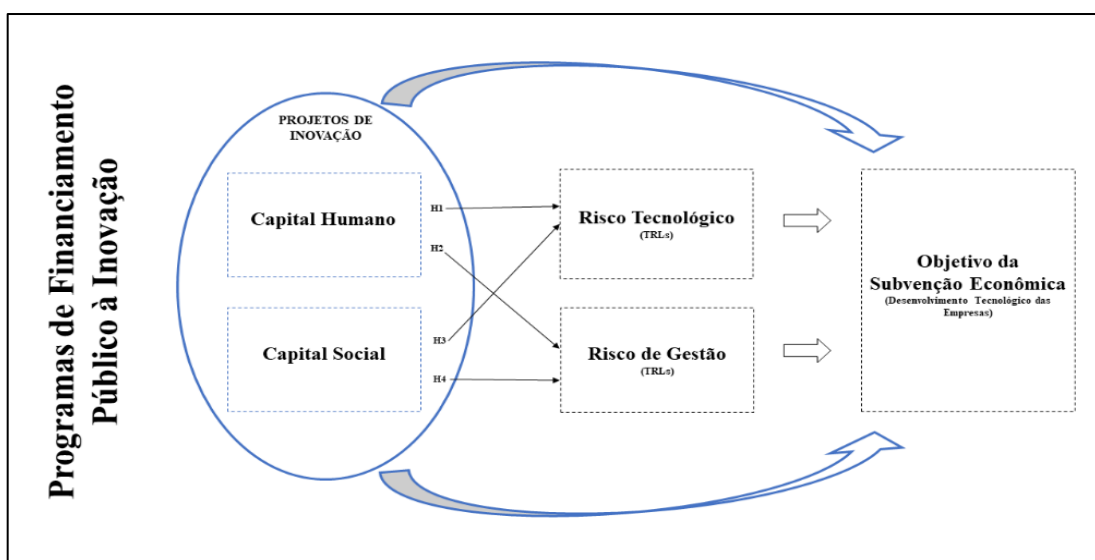 Programas de Financiamento
Público à Inovação
PROJETOS DE
INOVAÇÃO
Capital Humano
Capital Social
H1
H2
H3
H4
Risco Tecnológico
(TRLs)
Risco de Gestão
(TRLs)
Objetivo da
Subvenção Econômica
(Desenvolvimento Tecnológico das
Empresas)